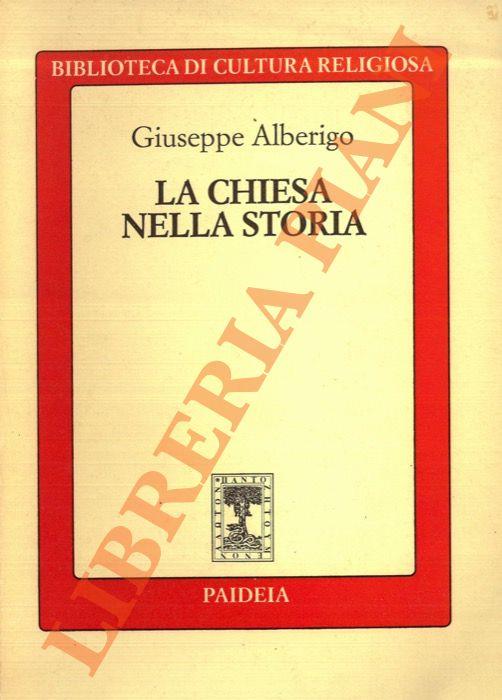 BIBLIOTECA DI CULTURA RELIGIOSA
Giuseppe Alberigo
LA CHIESA
NELLA STORIA
PAIDEIA
LIBRERIA PIANI